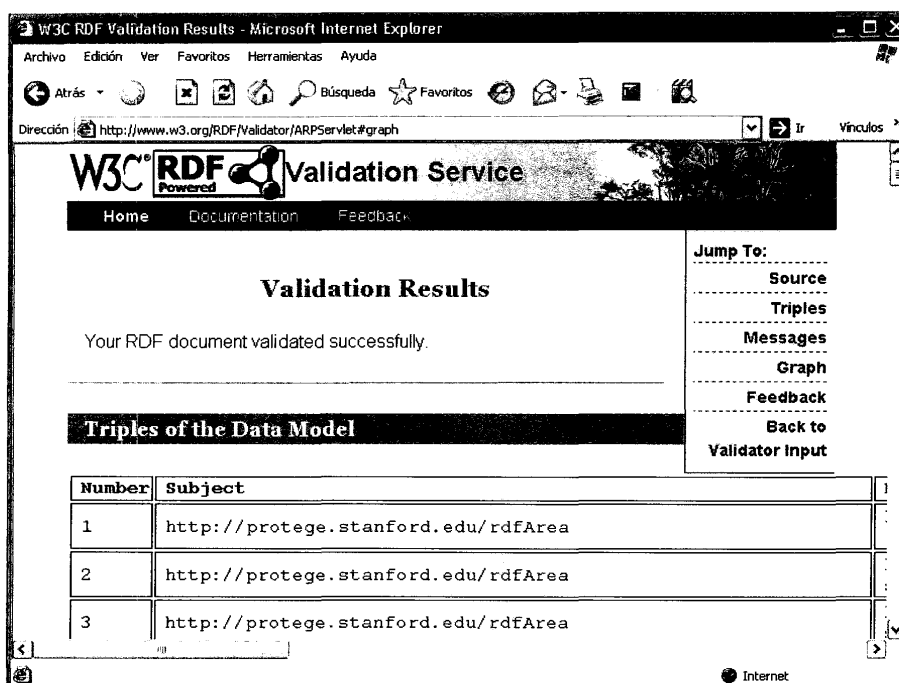 W3C RDF Validation Results - Microsoft Internet Explorer
Archivo Edición Ver Favoritos Herramientas Ayuda
Atrás Búsqueda Favoritos
Dirección http://www.w3.org/RDF/Validator/ARPServlet#graph Ir Vínculos »
W3C® RDF Powered Validation Service
Home Documentation Feedback
Jump To:
Source
Triples
Messages
Graph
Feedback
Back to
Validator Input
Validation Results
Your RDF document validated successfully.
Triples of the Data Model
Number Subject
1 http://protege.stanford.edu/rdfArea
2 http://protege.stanford.edu/rdfArea
3 http://protege.stanford.edu/rdfArea
Internet